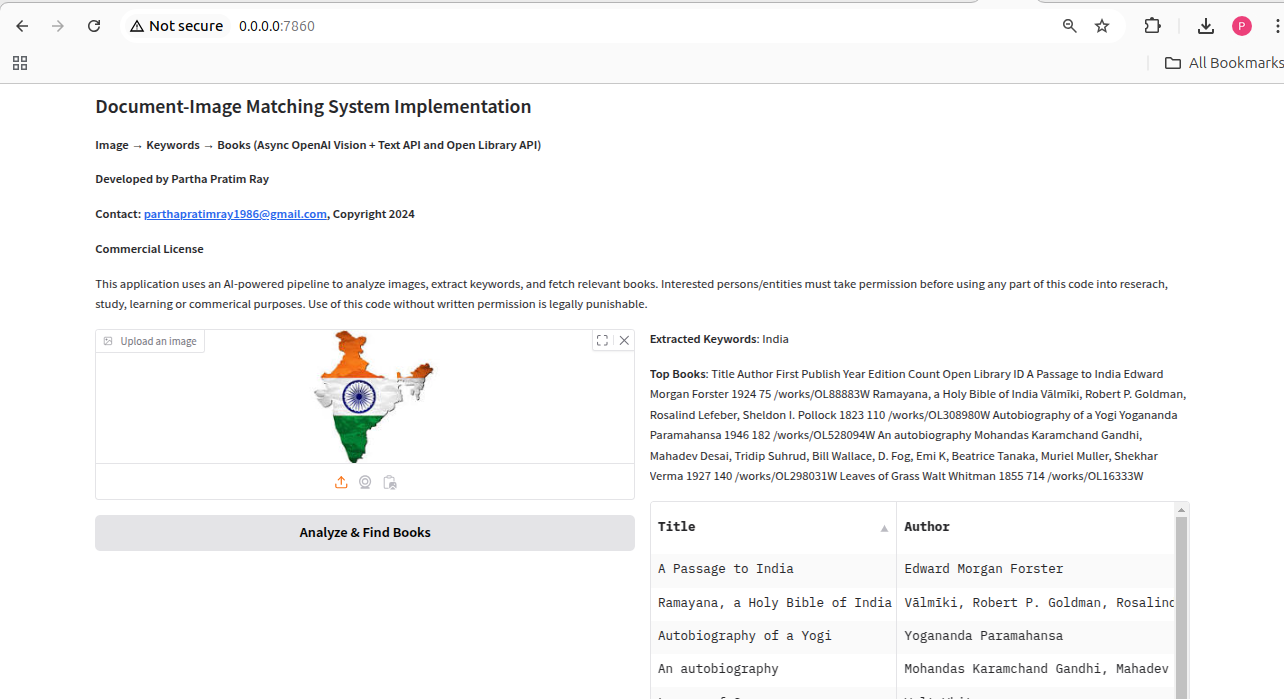 Not secure 0.0.0.0:7860
P
All Bookmarks
Document-Image Matching System Implementation
Image → Keywords → Books (Async OpenAI Vision + Text API and Open Library API)
Developed by Partha Pratim Ray
Contact: parthapratimray1986@gmail.com, Copyright 2024
Commercial License
This application uses an AI-powered pipeline to analyze images, extract keywords, and fetch relevant books. Interested persons/entities must take permission before using any part of this code into reserach,
study, learning or commerical purposes. Use of this code without written permission is legally punishable.
Upload an image
Analyze & Find Books
Extracted Keywords: India
Top Books: Title Author First Publish Year Edition Count Open Library ID A Passage to India Edward
Morgan Forster 1924 75 /works/OL88883W Ramayana, a Holy Bible of India Vālmīki, Robert P. Goldman,
Rosalind Lefeber, Sheldon I. Pollock 1823 110 /works/OL308980W Autobiography of a Yogi Yogananda
Paramahansa 1946 182 /works/OL528094W An autobiography Mohandas Karamchand Gandhi,
Mahadev Desai, Tridip Suhrud, Bill Wallace, D. Fog, Emi K, Beatrice Tanaka, Muriel Muller, Shekhar
Verma 1927 140 /works/OL298031W Leaves of Grass Walt Whitman 1855 714 /works/OL16333W
Title Author
A Passage to India Edward Morgan Forster
Ramayana, a Holy Bible of India Vālmīki, Robert P. Goldman, Rosalind
Autobiography of a Yogi Yogananda Paramahansa
An autobiography Mohandas Karamchand Gandhi, Mahadev